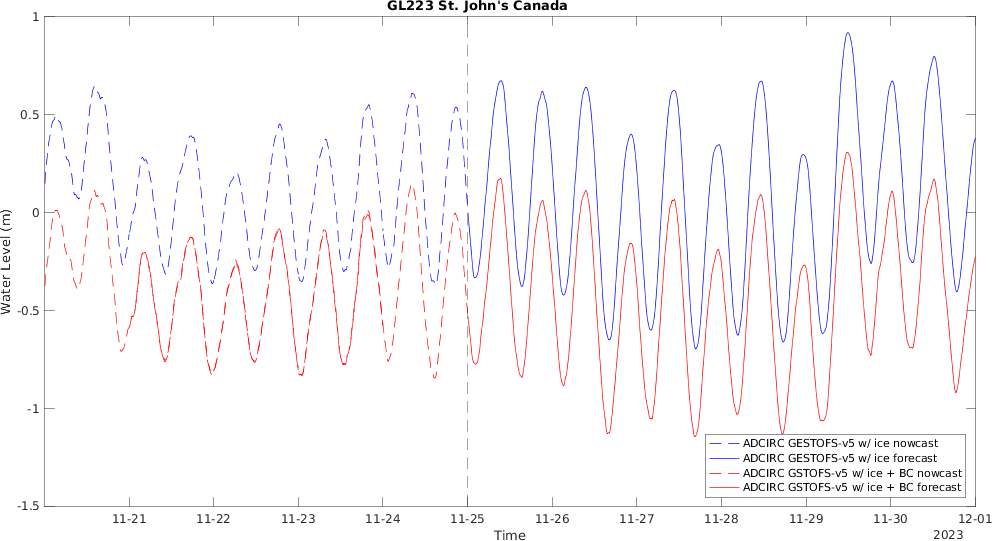 GL223 St. John's Canada
1
0.5
0
-0.5
-1
-1.5
Water Level (m)
ADCIRC GESTOFS-v5 w/ ice nowcast
ADCIRC GESTOFS-v5 w/ ice forecast
ADCIRC GSTOFS-v5 w/ ice + BC nowcast
ADCIRC GSTOFS-v5 w/ ice + BC forecast
11-21 11-22 11-23 11-24 11-25 11-26 11-27 11-28 11-29 11-30 12-01
Time
2023